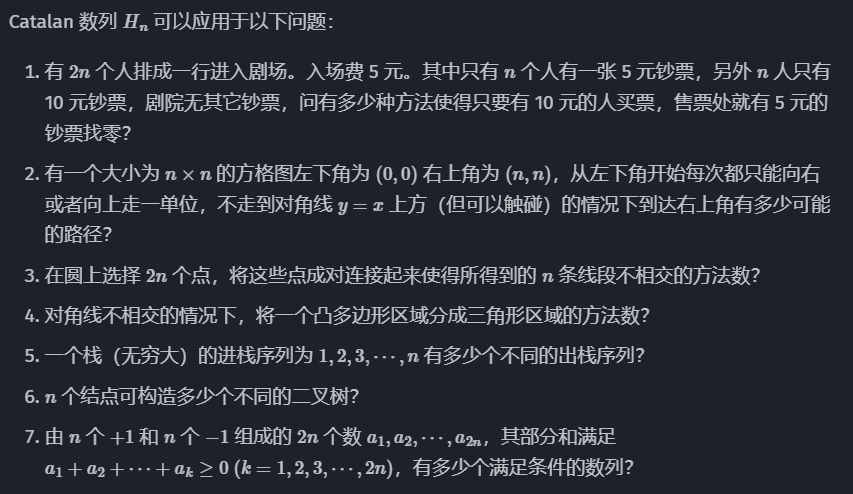 Catalan 数列 Hₙ 可以应用于以下问题：
1. 有 2n 个人排成一行进入剧场。入场费 5 元。其中只有 n 个人有一张 5 元钞票，另外 n 人只有
10 元钞票，剧院无其它钞票，问有多少种方法使得只要有 10 元的人买票，售票处就有 5 元的
钞票找零？
2. 有一个大小为 n × n 的方格图左下角为 (0, 0) 右上角为 (n, n)，从左下角开始每次都只能向右
或者向上走一单位，不走到对角线 y = x 上方（但可以触碰）的情况下到达右上角有多少可能
的路径？
3. 在圆上选择 2n 个点，将这些点成对连接起来使得所得到的 n 条线段不相交的方法数？
4. 对角线不相交的情况下，将一个凸多边形区域分成三角形区域的方法数？
5. 一个栈（无穷大）的进栈序列为 1, 2, 3, ⋯, n 有多少个不同的出栈序列？
6. n 个结点可构造多少个不同的二叉树？
7. 由 n 个 +1 和 n 个 −1 组成的 2n 个数 a₁, a₂, ⋯, a₂ₙ，其部分和满足
a₁ + a₂ + ⋯ + aₖ ≥ 0 (k = 1, 2, 3, ⋯, 2n)，有多少个满足条件的数列？